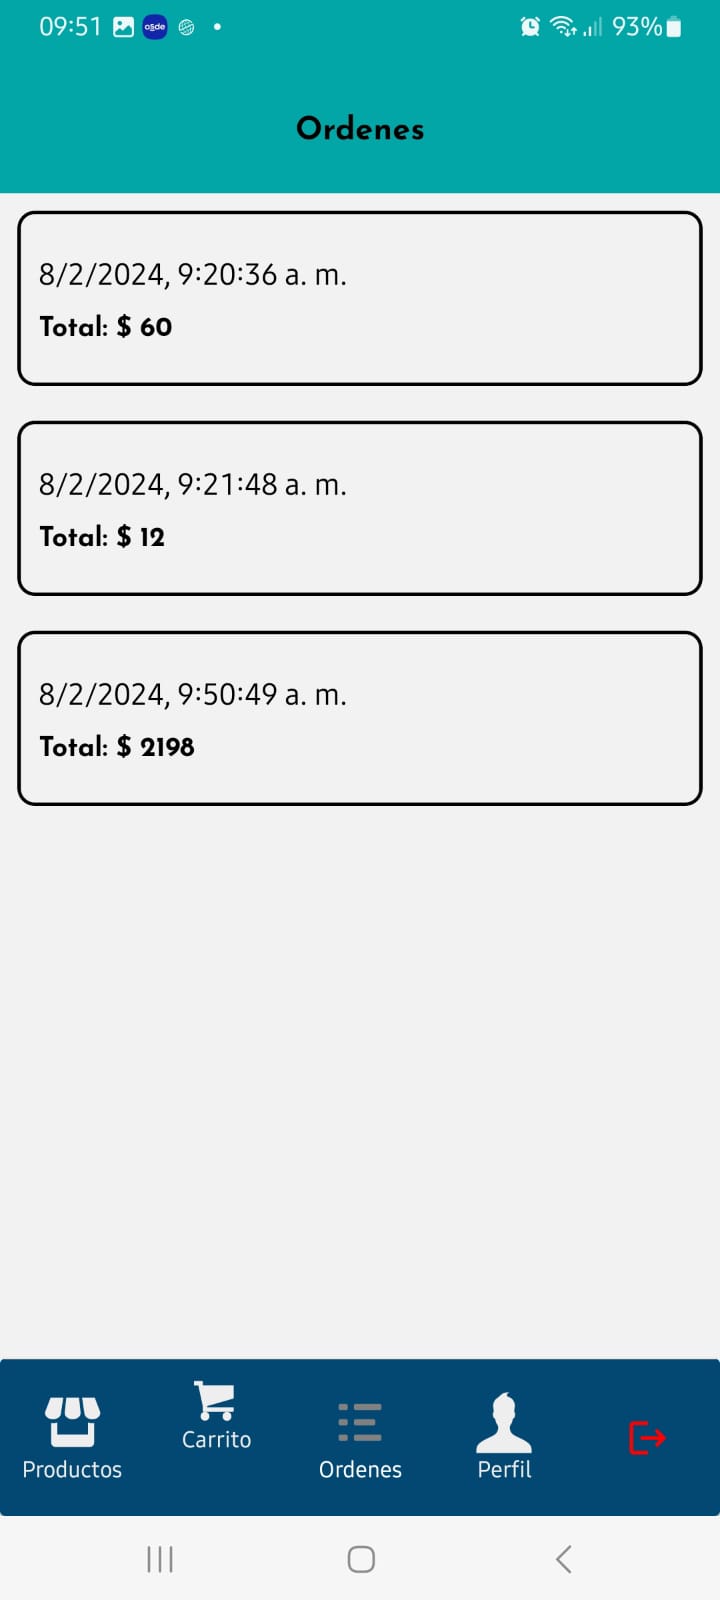 09:51 osde 93%
Ordenes
8/2/2024, 9:20:36 a. m.
Total: $ 60
8/2/2024, 9:21:48 a. m.
Total: $ 12
8/2/2024, 9:50:49 a. m.
Total: $ 2198
Productos Carrito Ordenes Perfil